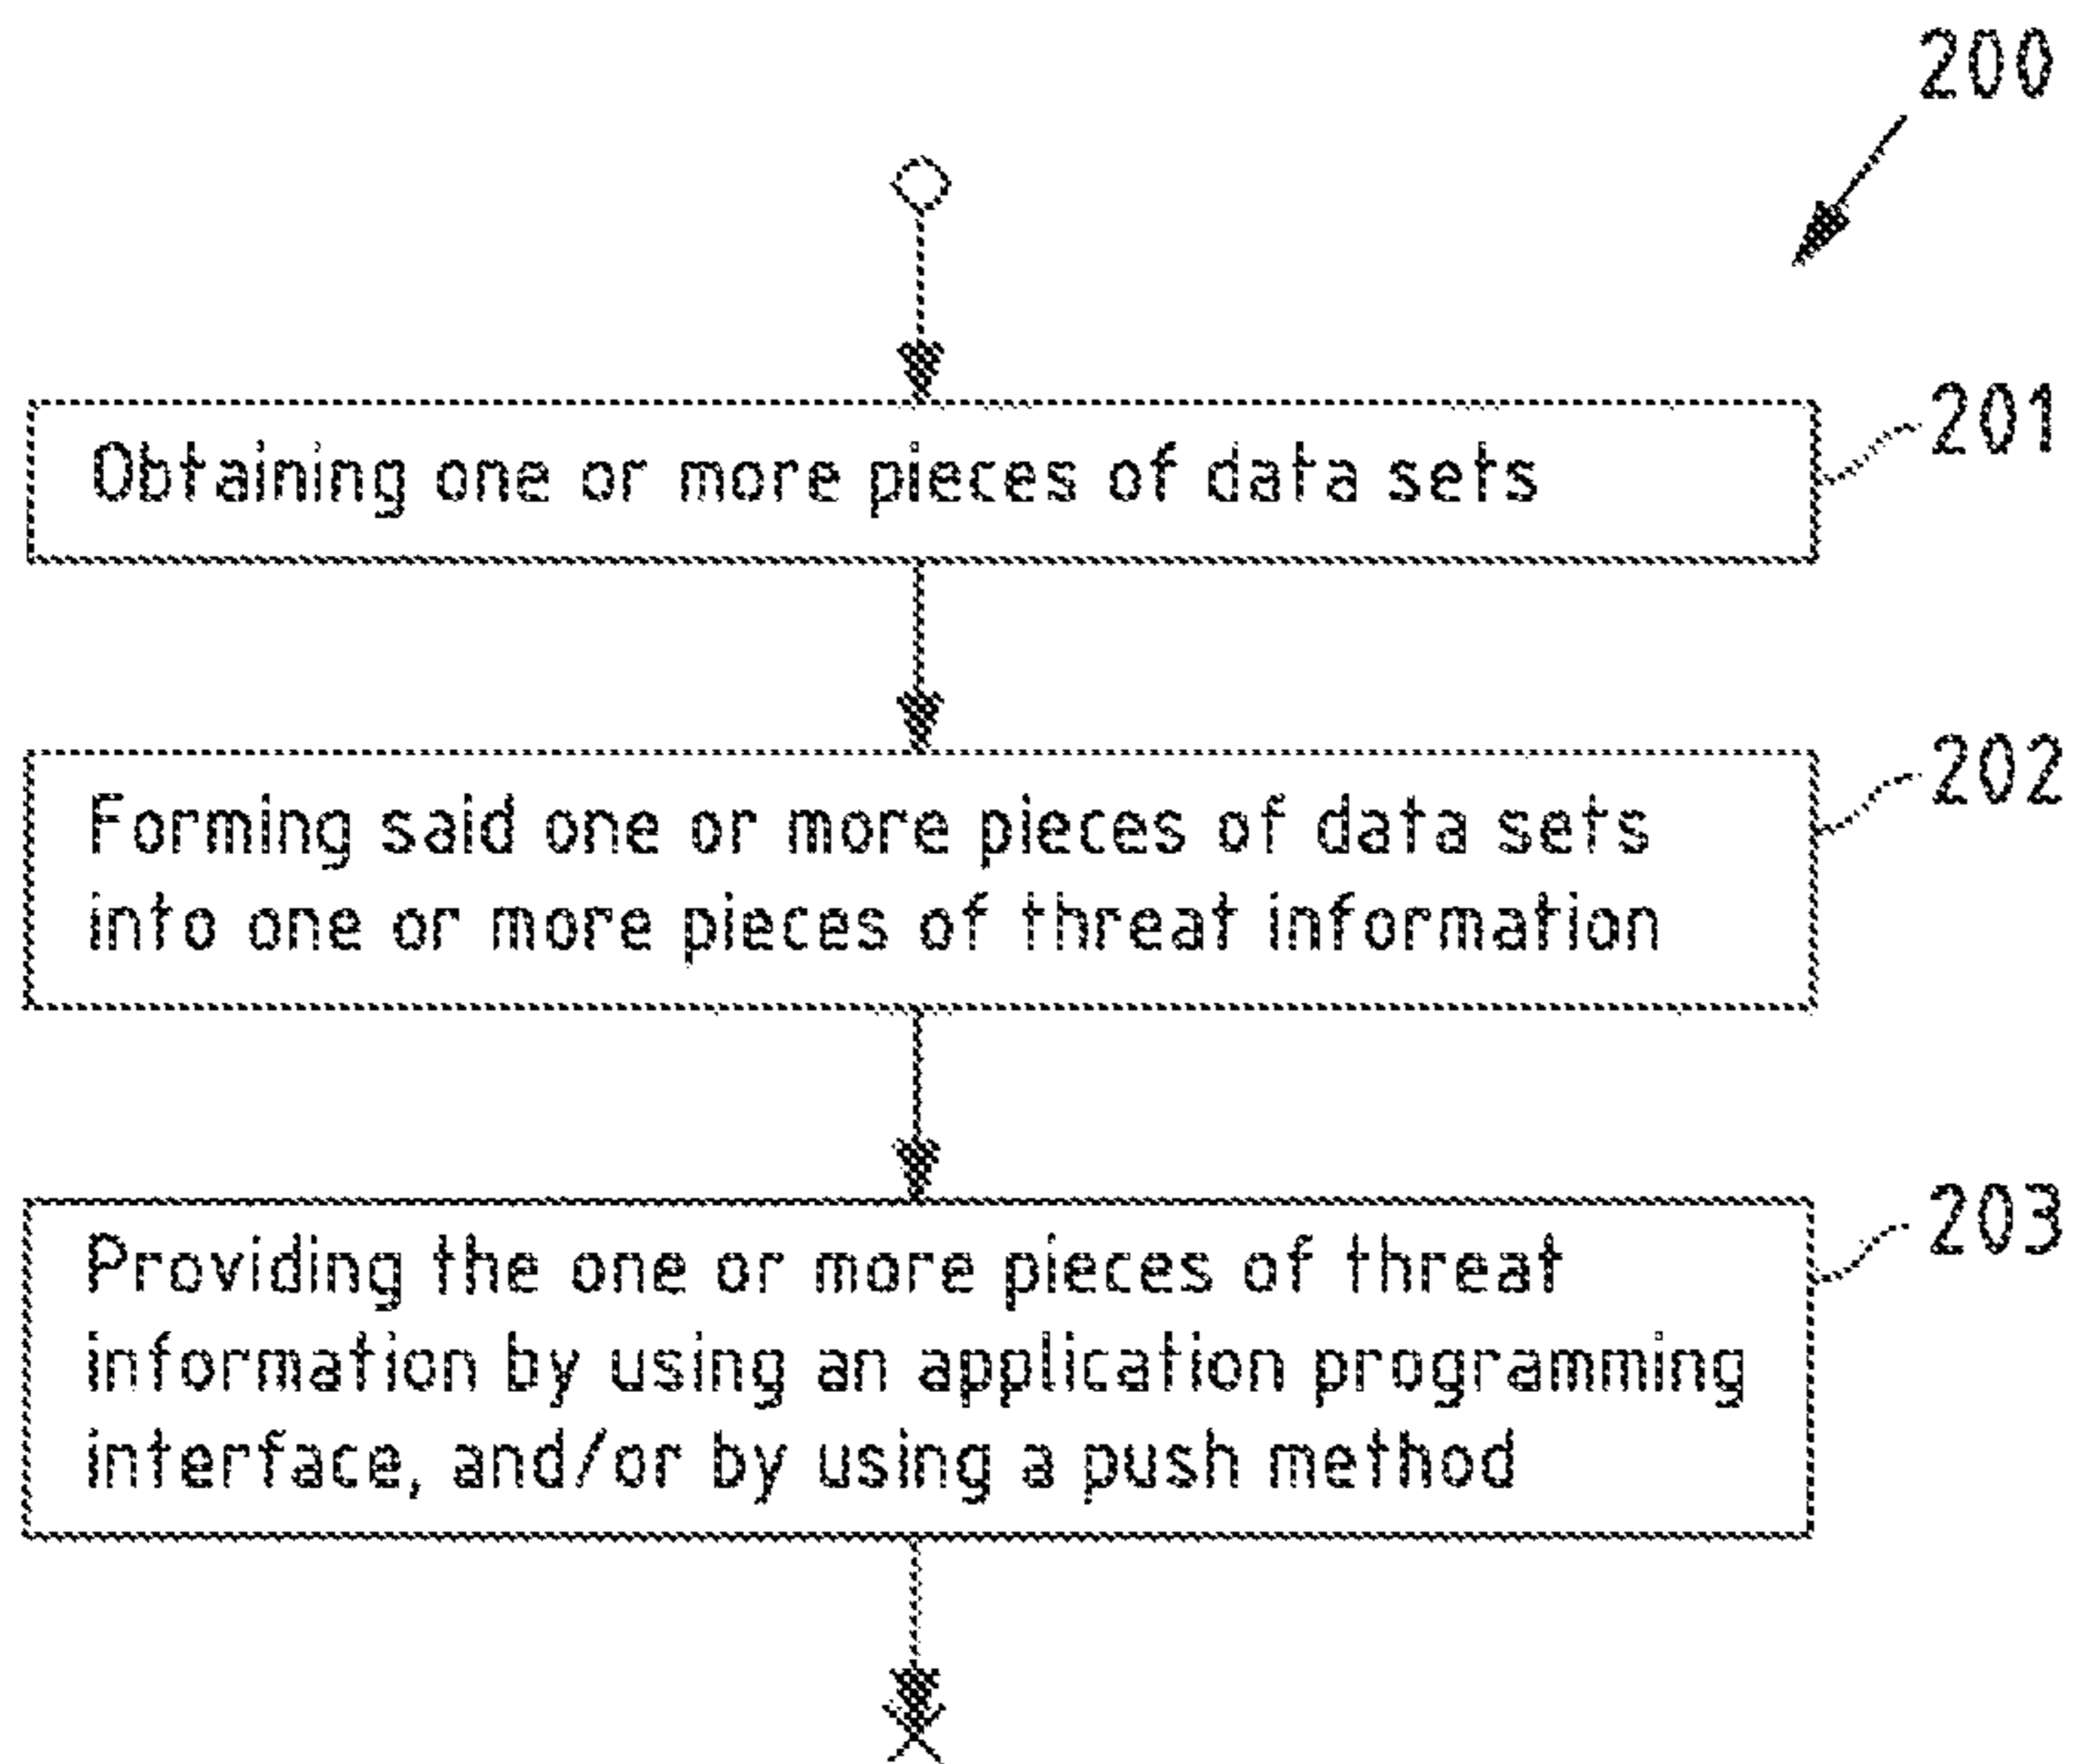 200
201
Obtaining one or more pieces of data sets
202
Forming said one or more pieces of data sets
into one or more pieces of threat information
203
Providing the one or more pieces of threat
information by using an application programming
interface, and/or by using a push method